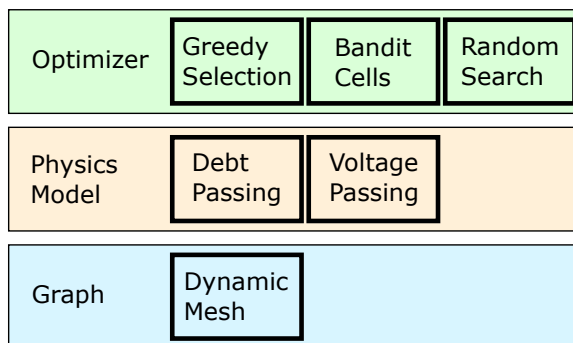 Optimizer
Greedy
Selection
Bandit
Cells
Random
Search
Physics
Model
Debt
Passing
Voltage
Passing
Graph
Dynamic
Mesh